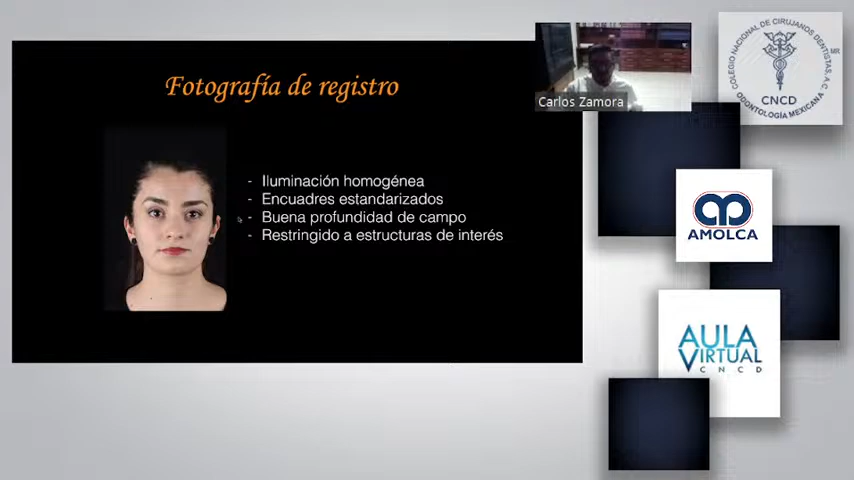 Fotografía de registro
- Iluminación homogénea
- Encuadres estandarizados
- Buena profundidad de campo
- Restringido a estructuras de interés
Carlos Zamora
COLEGIO NACIONAL DE CIRUJANOS DENTISTAS, A.C.
MR
CNCD
ODONTOLOGÍA MEXICANA
AMOLCA
AULA
VIRTUAL
CNCD